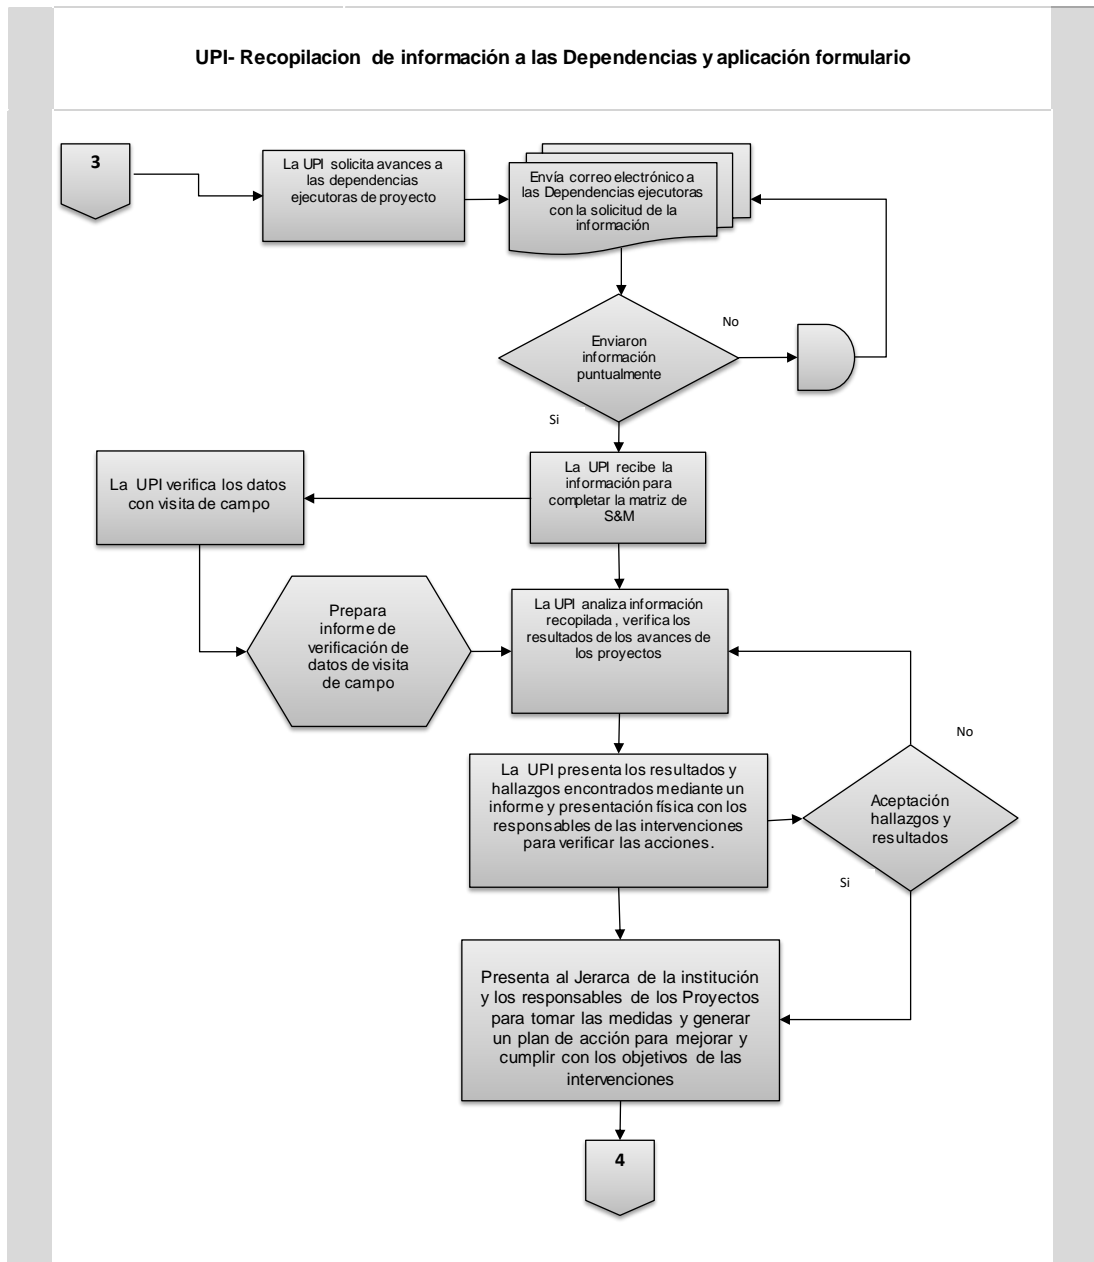 UPI- Recopilacion de información a las Dependencias y aplicación formulario
3
La UPI solicita avances a
las dependencias
ejecutoras de proyecto
Envía correo electrónico a
las Dependencias ejecutoras
con la solicitud de la
información
No
Enviaron
información
puntualmente
Si
La UPI verifica los datos
con visita de campo
La UPI recibe la
información para
completar la matriz de
S&M
Prepara
informe de
verificación de
datos de visita
de campo
La UPI analiza información
recopilada , verifica los
resultados de los avances de
los proyectos
No
La UPI presenta los resultados y
hallazgos encontrados mediante un
informe y presentación física con los
responsables de las intervenciones
para verificar las acciones.
Aceptación
hallazgos y
resultados
Si
Presenta al Jerarca de la institución
y los responsables de los Proyectos
para tomar las medidas y generar
un plan de acción para mejorar y
cumplir con los objetivos de las
intervenciones
4